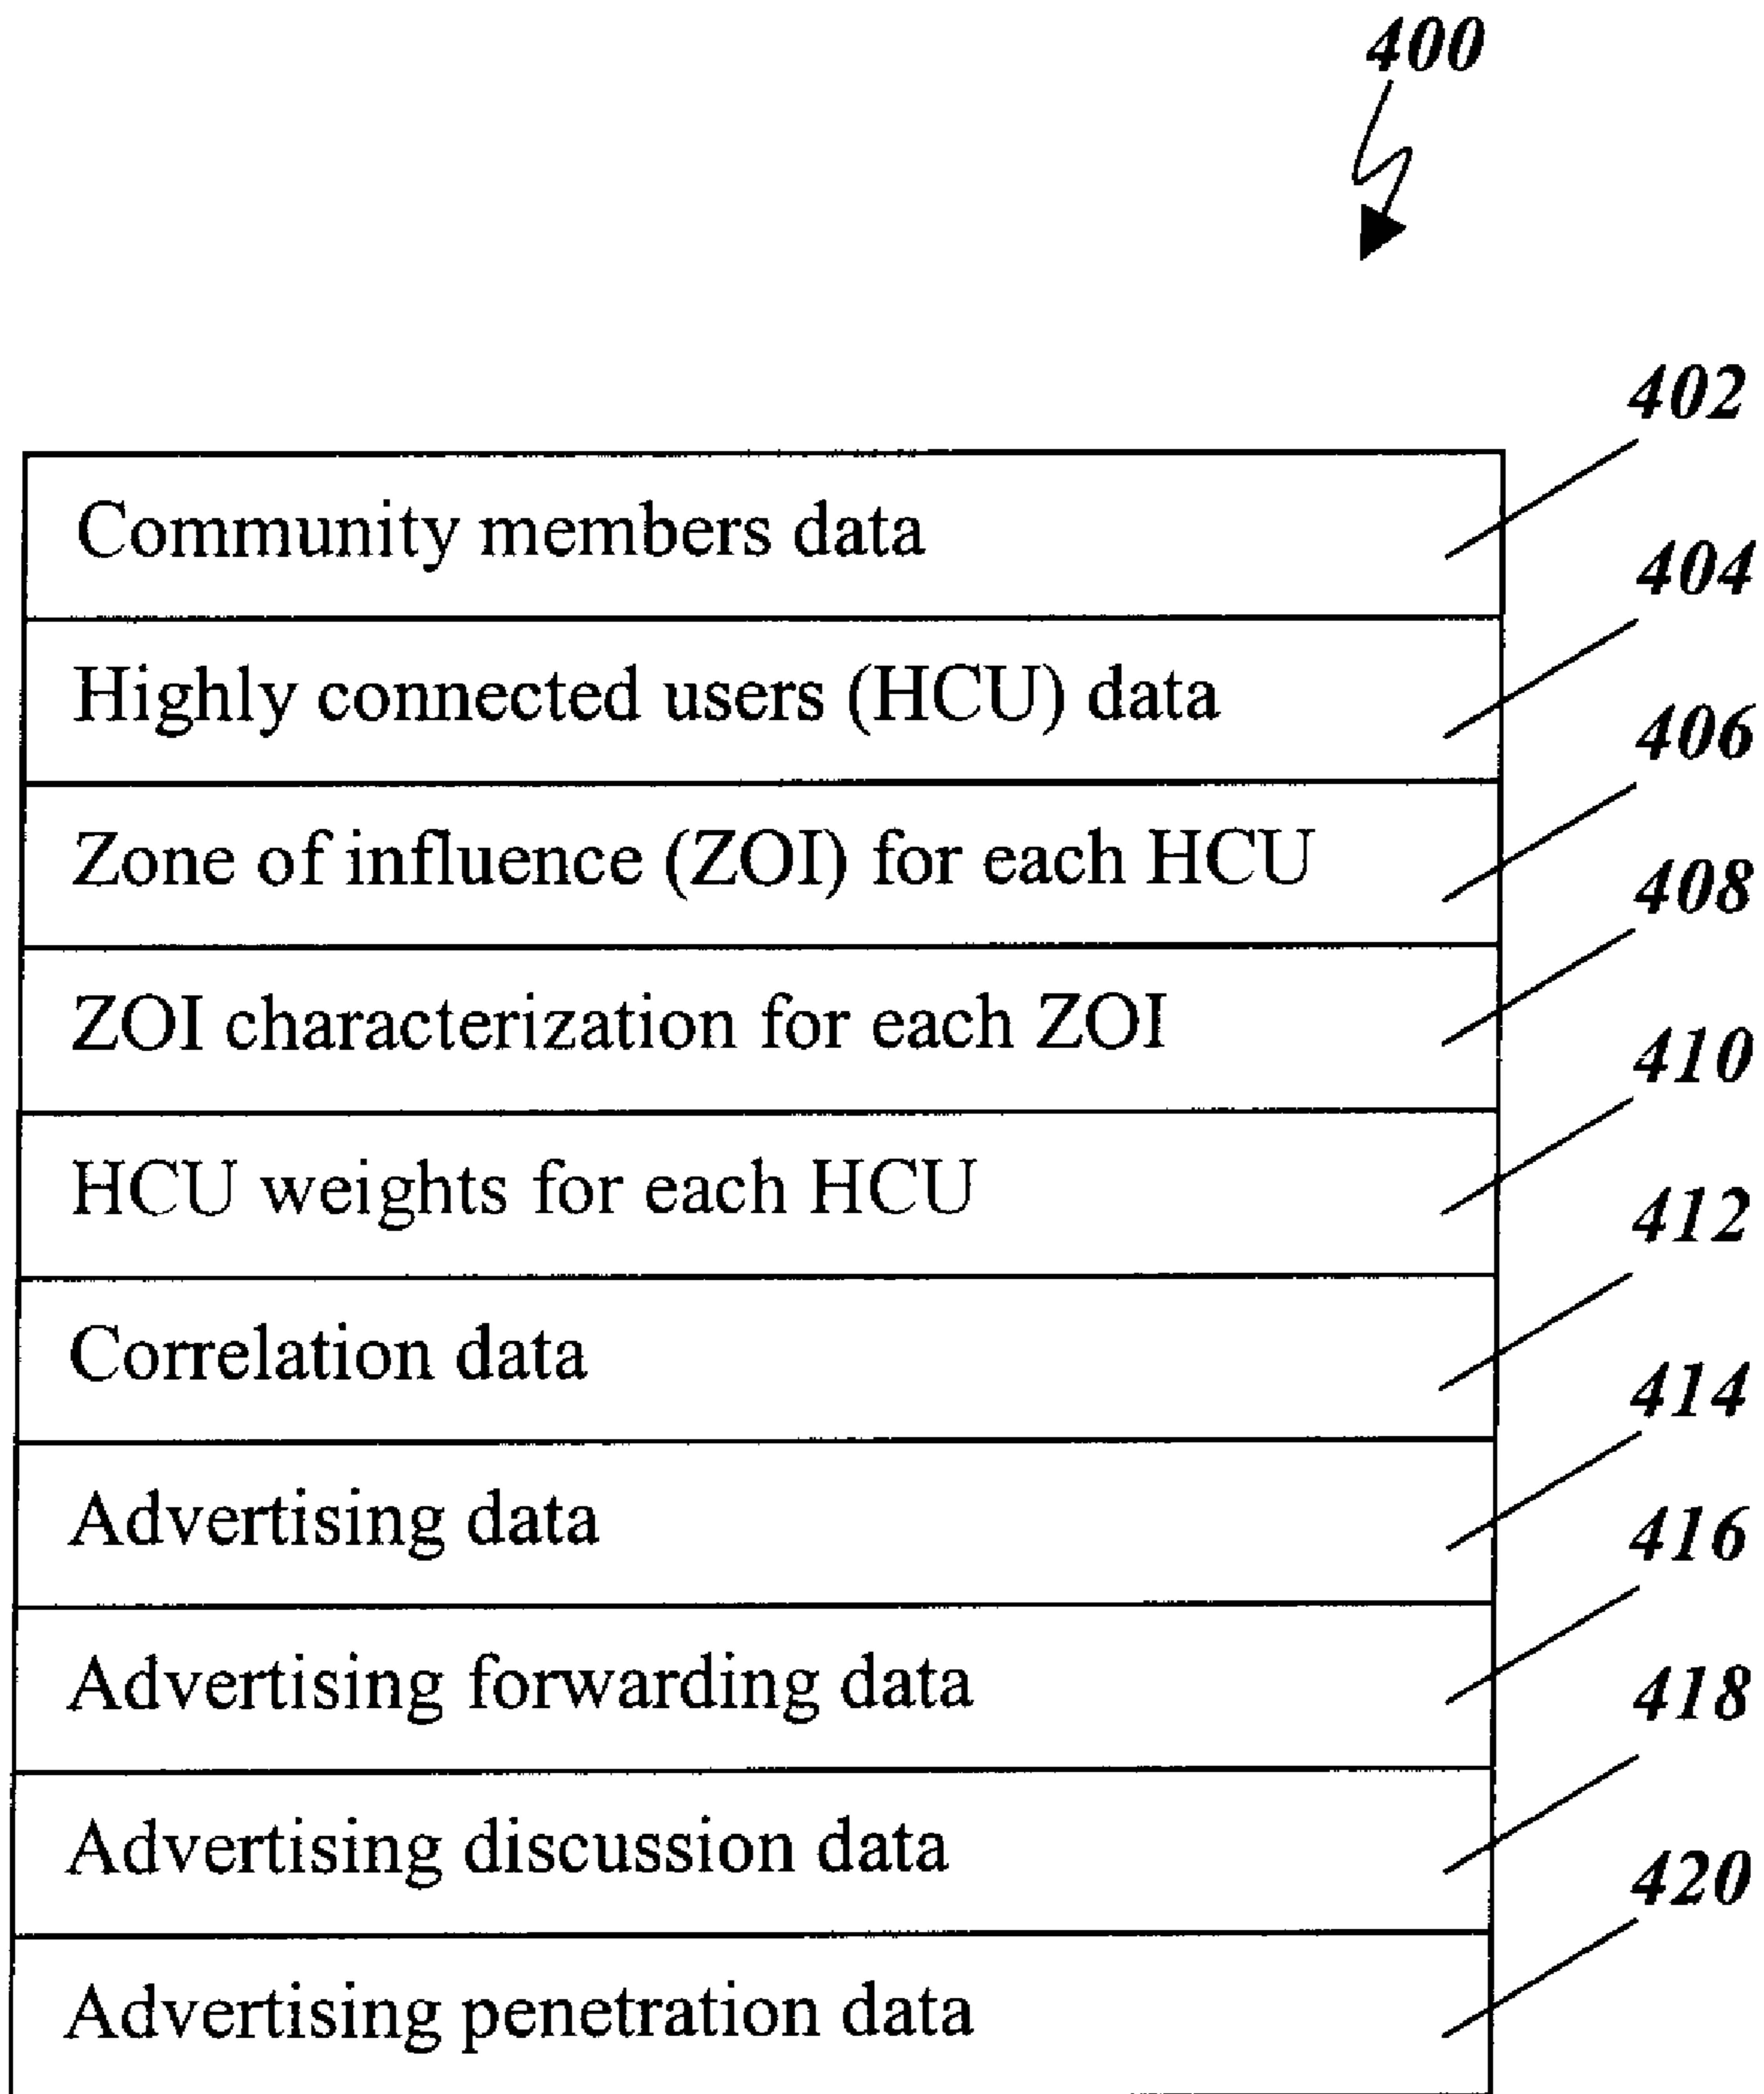 400
402
Community members data
404
Highly connected users (HCU) data
406
Zone of influence (ZOI) for each HCU
408
ZOI characterization for each ZOI
410
HCU weights for each HCU
412
Correlation data
414
Advertising data
416
Advertising forwarding data
418
Advertising discussion data
420
Advertising penetration data